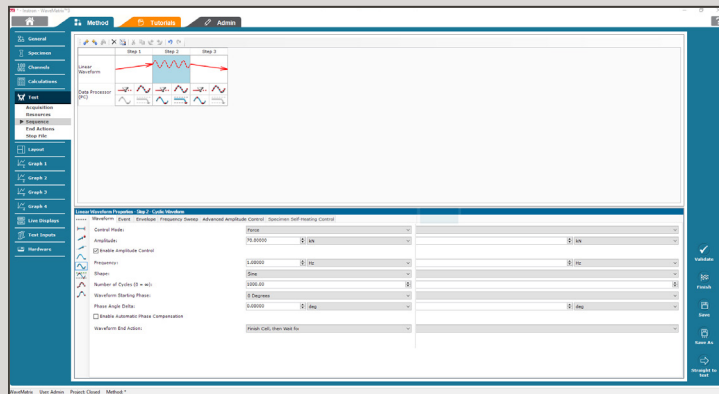 * - Instron - WaveMatrix™3
Method
Tutorials
Admin
General
Specimen
Channels
Calculations
Test
Acquisition
Resources
Sequence
End Actions
Stop File
Layout
Graph 1
Graph 2
Graph 3
Graph 4
Live Displays
Test Inputs
Hardware
Step 1 Step 2 Step 3
Linear
Waveform
Data Processor
(PC)
Linear Waveform Properties - Step 2 - Cyclic Waveform
Waveform Event Envelope Frequency Sweep Advanced Amplitude Control Specimen Self-Heating Control
Control Mode: Force
Amplitude: 70.00000 kN kN
Enable Amplitude Control
Frequency: 1.00000 Hz Hz
Shape: Sine
Number of Cycles (0 = ∞): 1000.00
Waveform Starting Phase: 0 Degrees
Phase Angle Delta: 0.00000 deg deg
Enable Automatic Phase Compensation
Waveform End Action: Finish Cell, then Wait for
Validate
Finish
Save
Save As
Straight to
test
WaveMatrix User: Admin Project: Closed Method: *